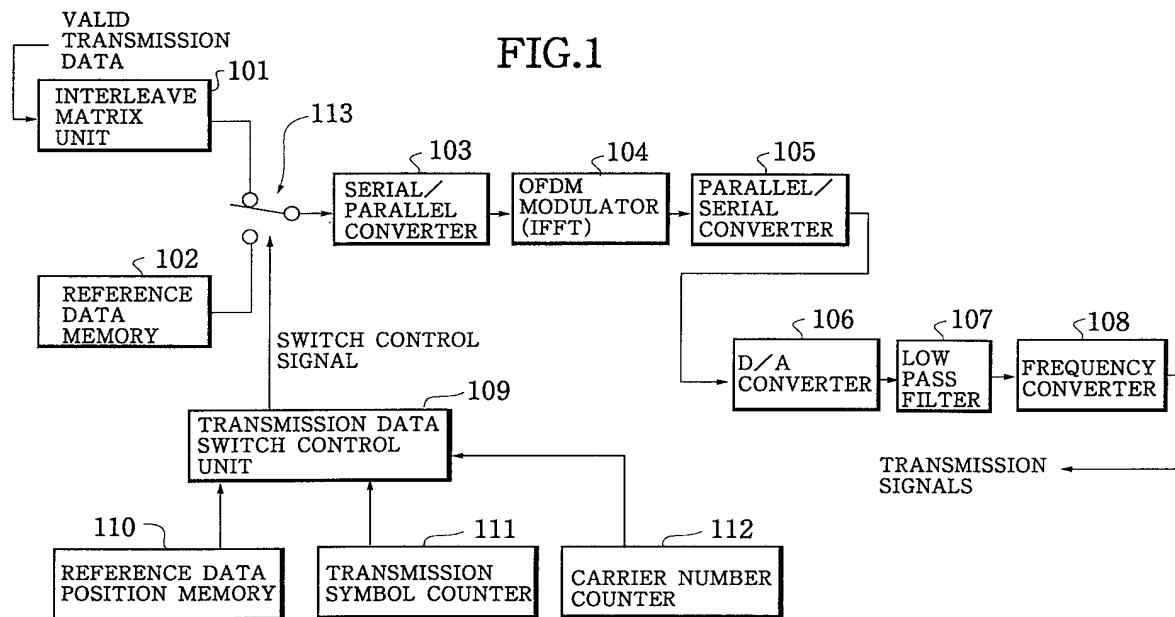 FIG.1
VALID
TRANSMISSION
DATA
101
INTERLEAVE
MATRIX
UNIT
113
102
REFERENCE
DATA
MEMORY
SWITCH CONTROL
SIGNAL
103
SERIAL/
PARALLEL
CONVERTER
104
OFDM
MODULATOR
(IFFT)
105
PARALLEL/
SERIAL
CONVERTER
106
D/A
CONVERTER
107
LOW
PASS
FILTER
108
FREQUENCY
CONVERTER
TRANSMISSION
SIGNALS
109
TRANSMISSION DATA
SWITCH CONTROL
UNIT
110
REFERENCE DATA
POSITION MEMORY
111
TRANSMISSION
SYMBOL COUNTER
112
CARRIER NUMBER
COUNTER